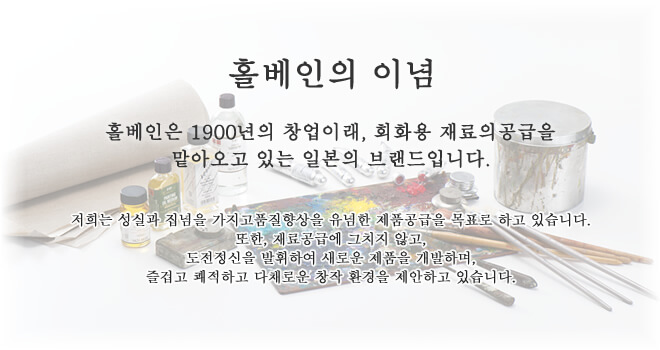 홀베인의 이념
홀베인은 1900년의 창업이래, 회화용 재료의공급을
맡아오고 있는 일본의 브랜드입니다.
저희는 성실과 집념을 가지고품질향상을 유념한 제품공급을 목표로 하고 있습니다.
또한, 재료공급에 그치지 않고,
도전정신을 발휘하여 새로운 제품을 개발하며,
즐겁고 쾌적하고 다채로운 창작 환경을 제안하고 있습니다.